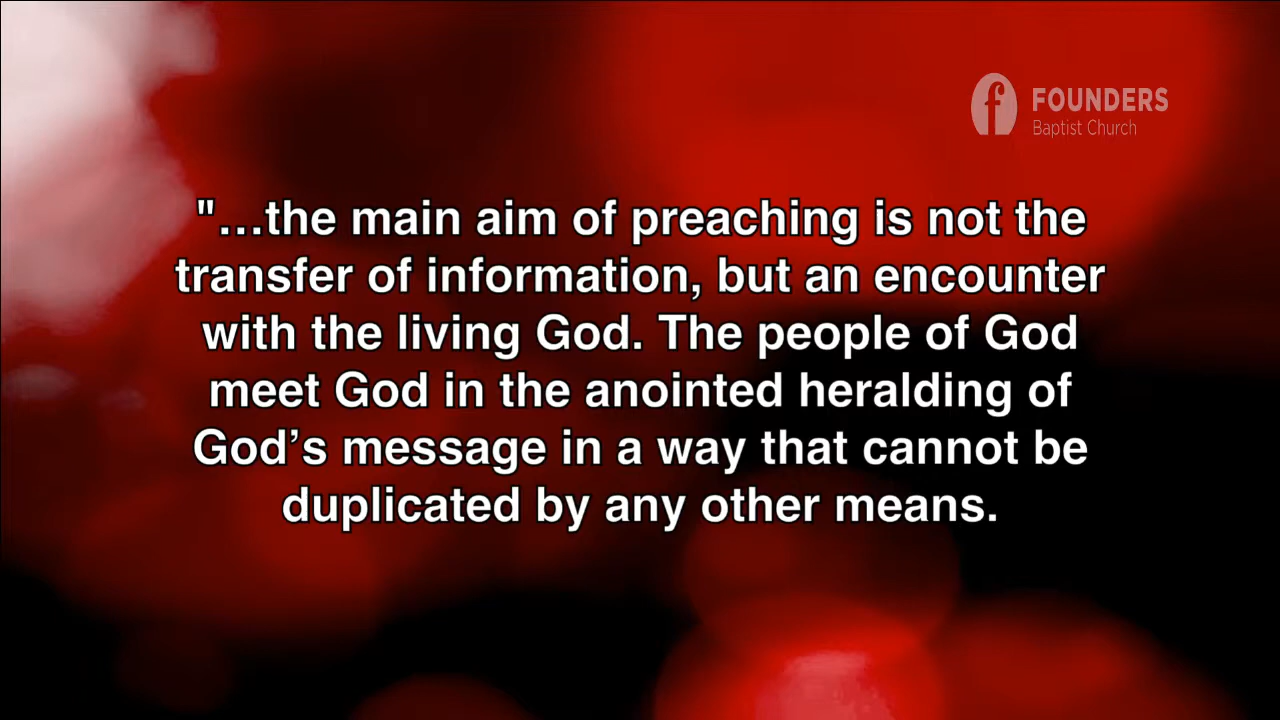 FOUNDERS
Baptist Church
"…the main aim of preaching is not the
transfer of information, but an encounter
with the living God. The people of God
meet God in the anointed heralding of
God’s message in a way that cannot be
duplicated by any other means.